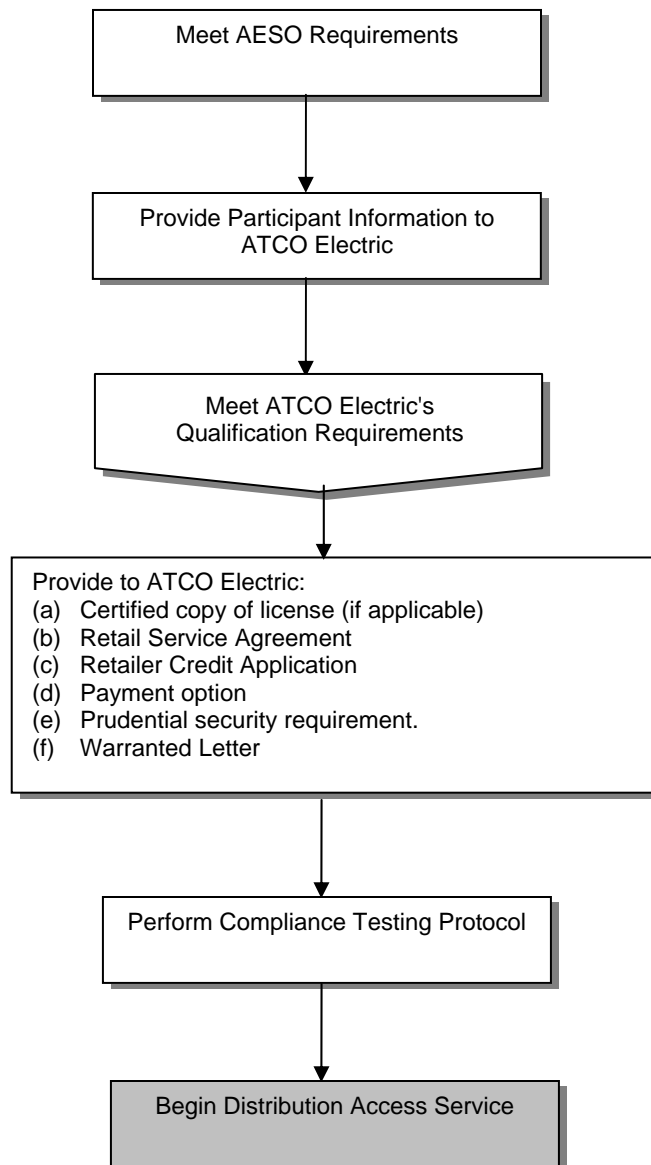 Meet AESO Requirements
Provide Participant Information to
ATCO Electric
Meet ATCO Electric's
Qualification Requirements
Provide to ATCO Electric:
(a) Certified copy of license (if applicable)
(b) Retail Service Agreement
(c) Retailer Credit Application
(d) Payment option
(e) Prudential security requirement.
(f) Warranted Letter
Perform Compliance Testing Protocol
Begin Distribution Access Service